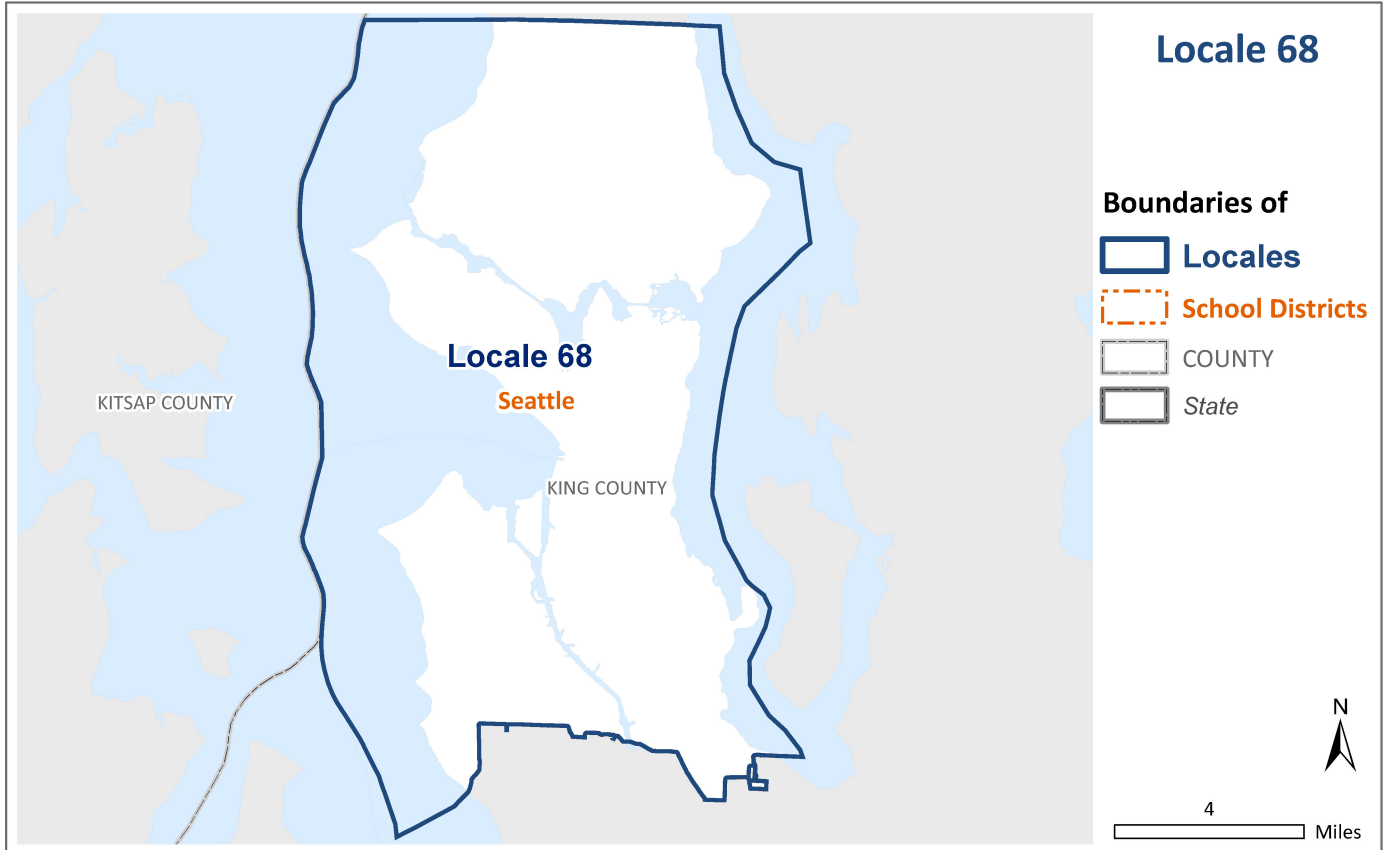 Locale 68
Boundaries of
Locales
School Districts
COUNTY
State
Locale 68
Seattle
KITSAP COUNTY
KING COUNTY
N
4
Miles